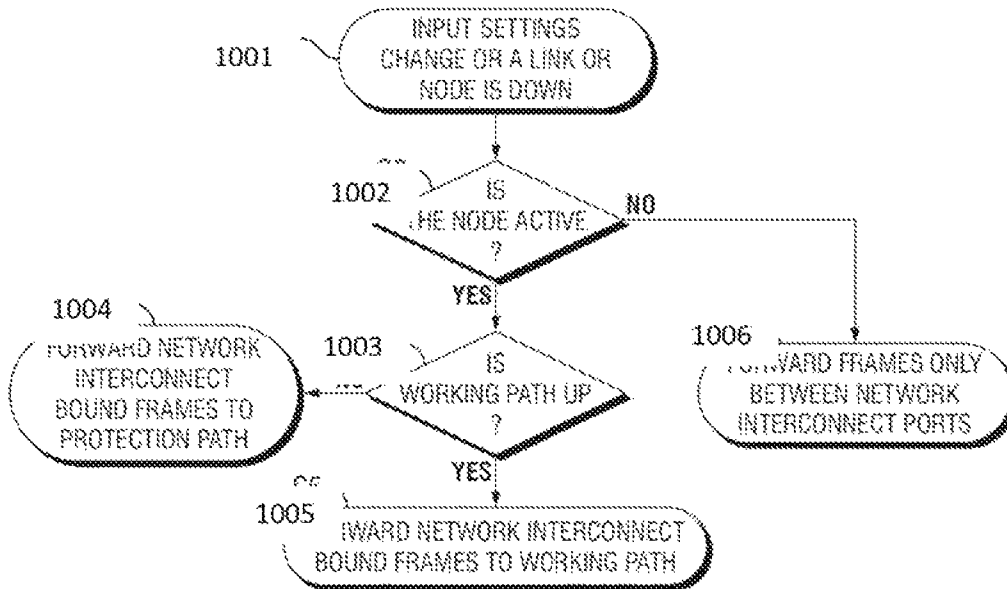 1001
INPUT SETTINGS
CHANGE OR A LINK OR
NODE IS DOWN
1002
IS
HE NODE ACTIVE
?
NO
YES
1004
FORWARD NETWORK
INTERCONNECT
BOUND FRAMES TO
PROTECTION PATH
1003
IS
WORKING PATH UP
?
YES
1006
FORWARD FRAMES ONLY
BETWEEN NETWORK
INTERCONNECT PORTS
1005
WARD NETWORK INTERCONNECT
BOUND FRAMES TO WORKING PATH